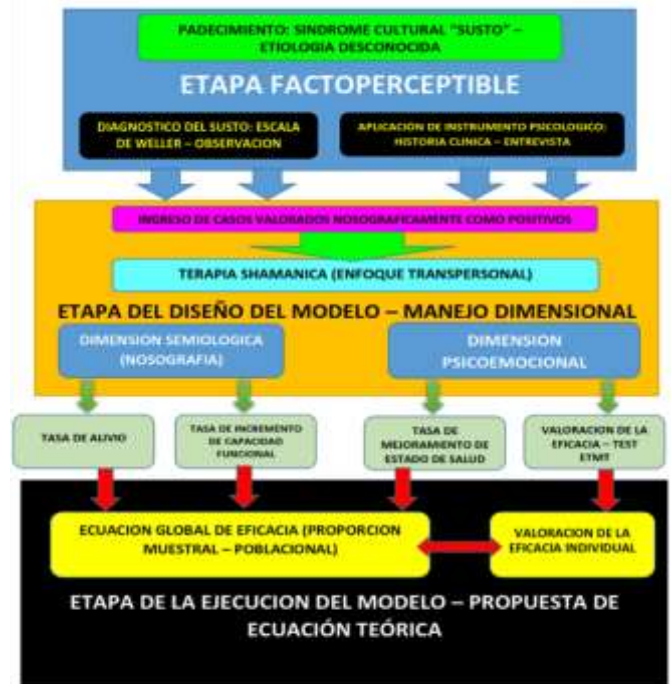 PADECIMIENTO: SINDROME CULTURAL "SUSTO" –
ETIOLOGIA DESCONOCIDA
ETAPA FACTOPERCEPTIBLE
DIAGNOSTICO DEL SUSTO: ESCALA
DE WELLER – OBSERVACION
APLICACIÓN DE INSTRUMENTO PSICOLOGICO:
HISTORIA CLINICA – ENTREVISTA
INGRESO DE CASOS VALORADOS NOSOGRAFICAMENTE COMO POSITIVOS
TERAPIA SHAMANICA (ENFOQUE TRANSPERSONAL)
ETAPA DEL DISEÑO DEL MODELO – MANEJO DIMENSIONAL
DIMENSION SEMIOLOGICA
(NOSOGRAFIA)
DIMENSIÓN
PSICOEMOCIONAL
TASA DE ALIVIO
TASA DE INCREMENTO
DE CAPACIDAD
FUNCIONAL
TASA DE
MEJORAMIENTO DE
ESTADO DE SALUD
VALORACION DE LA
EFICACIA – TEST
ETMT
ECUACION GLOBAL DE EFICACIA (PROPORCION
MUESTRAL – POBLACIONAL)
VALORACION DE LA
EFICACIA INDIVIDUAL
ETAPA DE LA EJECUCION DEL MODELO – PROPUESTA DE
ECUACIÓN TEÓRICA